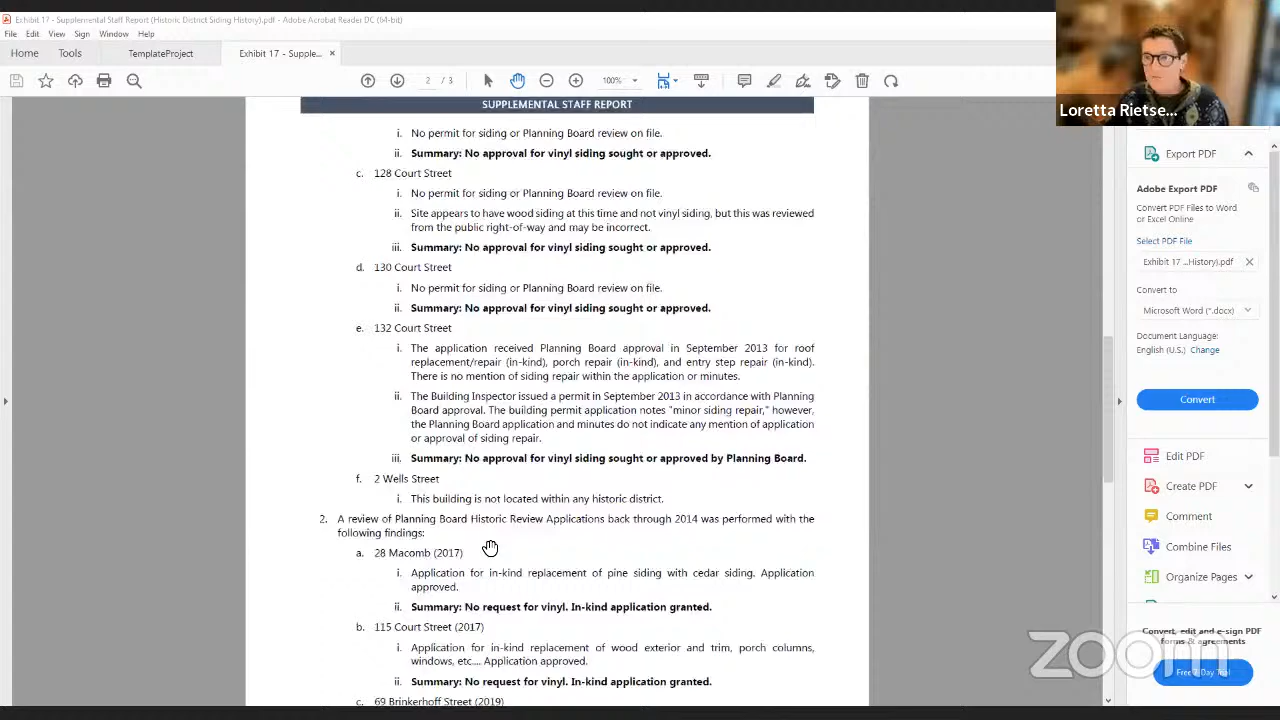 Exhibit 17 - Supplemental Staff Report (Historic District Siding History).pdf - Adobe Acrobat Reader DC (64-bit)
File Edit View Sign Window Help
Home Tools TemplateProject Exhibit 17 - Supple... ×
2 / 3 100%
Loretta Rietse...
SUPPLEMENTAL STAFF REPORT
i. No permit for siding or Planning Board review on file.
ii. Summary: No approval for vinyl siding sought or approved.
c. 128 Court Street
i. No permit for siding or Planning Board review on file.
ii. Site appears to have wood siding at this time and not vinyl siding, but this was reviewed
from the public right-of-way and may be incorrect.
iii. Summary: No approval for vinyl siding sought or approved.
d. 130 Court Street
i. No permit for siding or Planning Board review on file.
ii. Summary: No approval for vinyl siding sought or approved.
e. 132 Court Street
i. The applicant received Planning Board approval in September 2013 for roof
replacement/repair (in-kind), porch repair (in-kind), and entry step repair (in-kind).
There is no mention of siding repair within the application or minutes.
ii. The Building Inspector issued a permit in September 2013 in accordance with Planning
Board approval. The building permit application notes "minor siding repair," however,
the Planning Board application and minutes do not indicate any mention of application
or approval of siding repair.
iii. Summary: No approval for vinyl siding sought or approved by Planning Board.
f. 2 Wells Street
i. This building is not located within any historic district.
2. A review of Planning Board Historic Review Applications back through 2014 was performed with the
following findings:
a. 28 Macomb (2017)
i. Application for in-kind replacement of pine siding with cedar siding. Application
approved.
ii. Summary: No request for vinyl. In-kind application granted.
b. 115 Court Street (2017)
i. Application for in-kind replacement of wood exterior and trim, porch columns,
windows, etc.... Application approved.
ii. Summary: No request for vinyl. In-kind application granted.
c. 69 Brinkerhoff Street (2019)
Export PDF
Adobe Export PDF
Convert PDF Files to Word
or Excel Online
Select PDF File
Exhibit 17 ...History).pdf
Convert to
Microsoft Word (*.docx)
Document Language:
English (U.S.) Change
Convert
Edit PDF
Create PDF
Comment
Combine Files
Organize Pages
Convert, edit and e-sign PDF
forms & agreements
Free 7-Day Trial
zoom